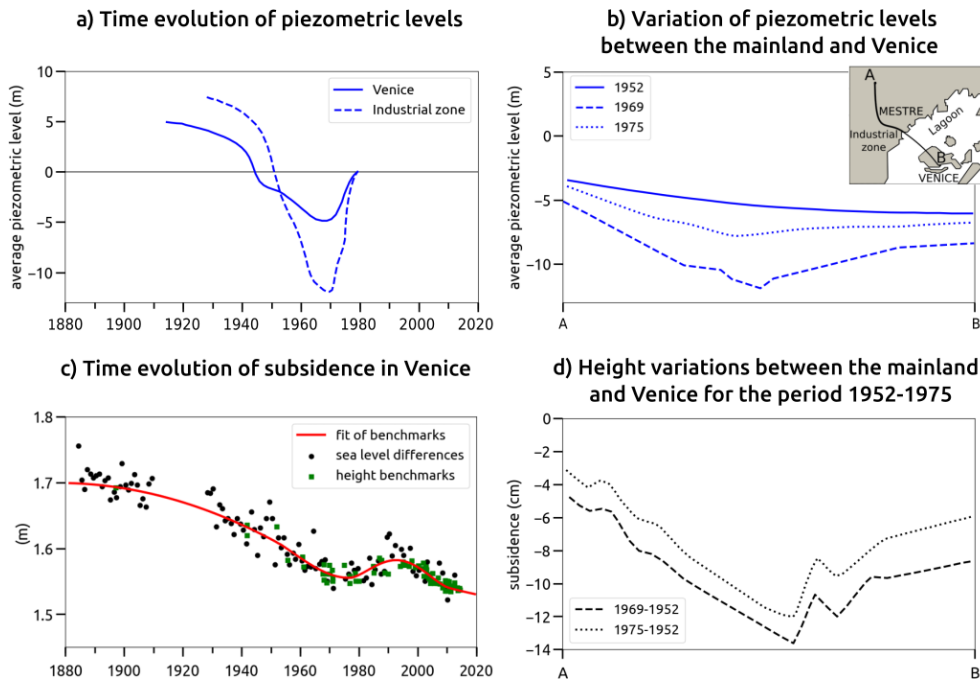 a) Time evolution of piezometric levels
10
5
0
−5
−10
average piezometric level (m)
Venice
Industrial zone
1880 1900 1920 1940 1960 1980 2000 2020
b) Variation of piezometric levels
between the mainland and Venice
5
0
−5
−10
average piezometric level (m)
1952
1969
1975
A
MESTRE
Industrial
zone
Lagoon
B
VENICE
A B
c) Time evolution of subsidence in Venice
1.8
1.7
1.6
1.5
(m)
fit of benchmarks
sea level differences
height benchmarks
1880 1900 1920 1940 1960 1980 2000 2020
d) Height variations between the mainland
and Venice for the period 1952-1975
0
−2
−4
−6
−8
−10
−12
−14
subsidence (cm)
1969-1952
1975-1952
A B